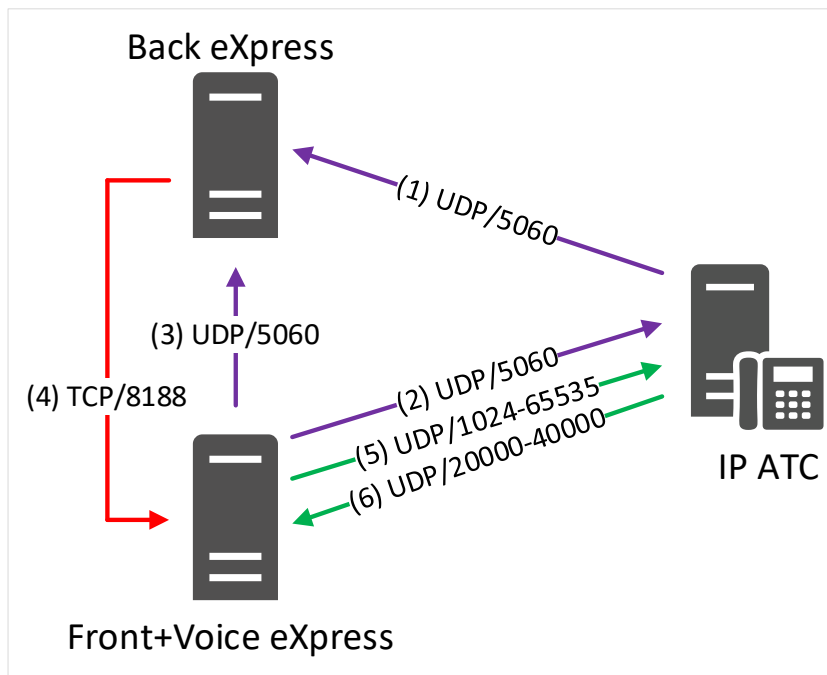 Back eXpress
(1) UDP/5060
(3) UDP/5060
(4) TCP/8188
(2) UDP/5060
(5) UDP/1024-65535
(6) UDP/20000-40000
IP ATC
Front+Voice eXpress